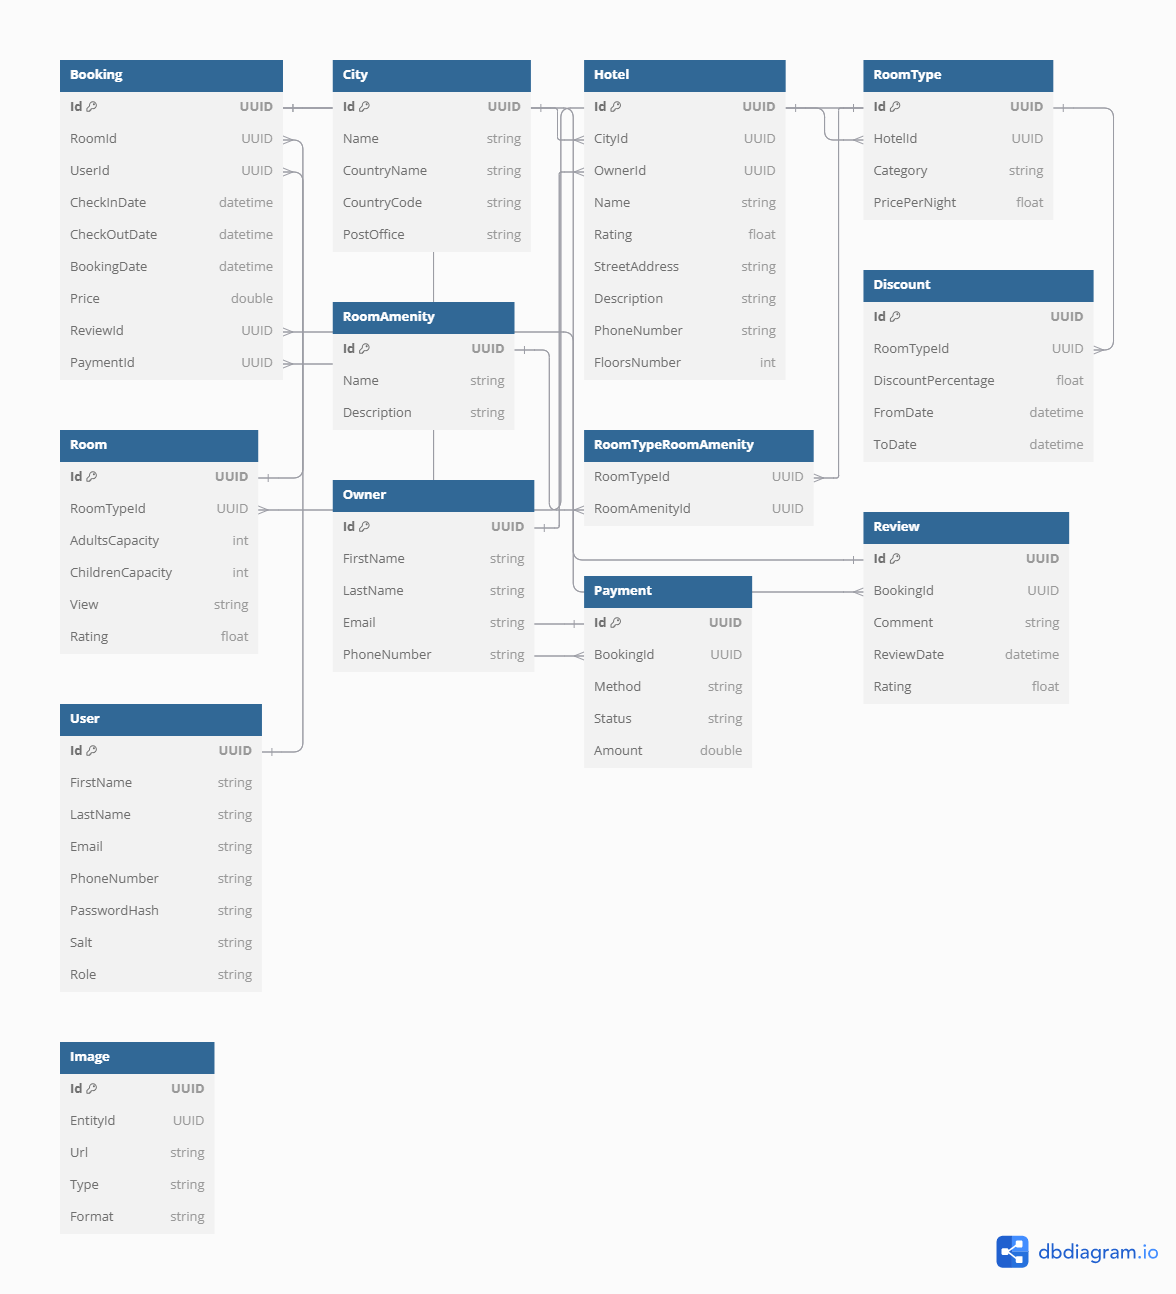 Booking
Id UUID
RoomId UUID
UserId UUID
CheckInDate datetime
CheckOutDate datetime
BookingDate datetime
Price double
ReviewId UUID
PaymentId UUID
City
Id UUID
Name string
CountryName string
CountryCode string
PostOffice string
Hotel
Id UUID
CityId UUID
OwnerId UUID
Name string
Rating float
StreetAddress string
Description string
PhoneNumber string
FloorsNumber int
RoomType
Id UUID
HotelId UUID
Category string
PricePerNight float
Discount
Id UUID
RoomTypeId UUID
DiscountPercentage float
FromDate datetime
ToDate datetime
RoomAmenity
Id UUID
Name string
Description string
Room
Id UUID
RoomTypeId UUID
AdultsCapacity int
ChildrenCapacity int
View string
Rating float
Owner
Id UUID
FirstName string
LastName string
Email string
PhoneNumber string
RoomTypeRoomAmenity
RoomTypeId UUID
RoomAmenityId UUID
Review
Id UUID
BookingId UUID
Comment string
ReviewDate datetime
Rating float
Payment
Id UUID
BookingId UUID
Method string
Status string
Amount double
User
Id UUID
FirstName string
LastName string
Email string
PhoneNumber string
PasswordHash string
Salt string
Role string
Image
Id UUID
EntityId UUID
Url string
Type string
Format string
dbdiagram.io